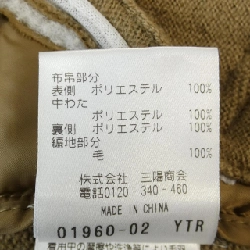 布帛部分
表側 ポリエステル 100%
中わた
ポリエステル 100%
裏側 ポリエステル 100%
編地部分
毛 100%
株式会社 三陽商会
電話0120 340-460
MADE IN CHINA
01960-02 YTR